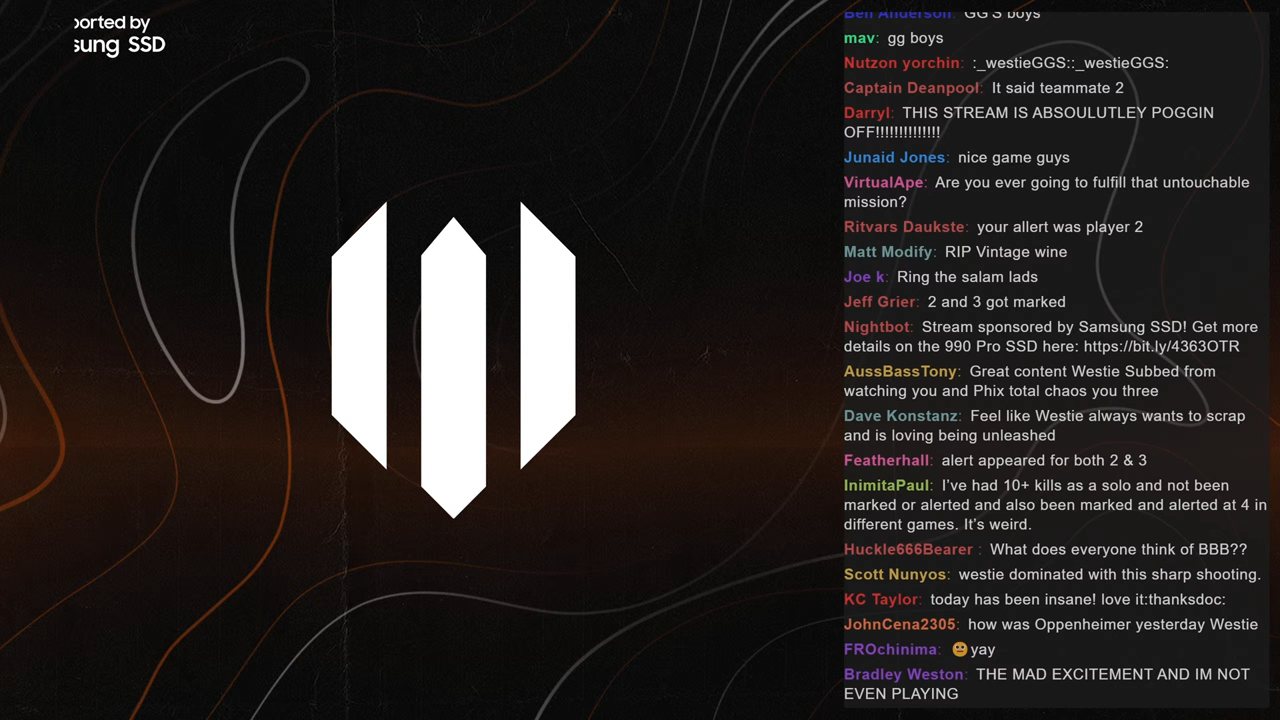 ported by
sung SSD
Ben Anderson: GG'S boys
mav: gg boys
Nutzon yorchin: :_westieGGS::_westieGGS:
Captain Deanpool: It said teammate 2
Darryl: THIS STREAM IS ABSOULUTLEY POGGIN
OFF!!!!!!!!!!!!!!
Junaid Jones: nice game guys
VirtualApe: Are you ever going to fulfill that untouchable
mission?
Ritvars Daukste: your allert was player 2
Matt Modify: RIP Vintage wine
Joe k: Ring the salam lads
Jeff Grier: 2 and 3 got marked
Nightbot: Stream sponsored by Samsung SSD! Get more
details on the 990 Pro SSD here: https://bit.ly/4363OTR
AussBassTony: Great content Westie Subbed from
watching you and Phix total chaos you three
Dave Konstanz: Feel like Westie always wants to scrap
and is loving being unleashed
Featherhall: alert appeared for both 2 & 3
InimitaPaul: I’ve had 10+ kills as a solo and not been
marked or alerted and also been marked and alerted at 4 in
different games. It’s weird.
Huckle666Bearer : What does everyone think of BBB??
Scott Nunyos: westie dominated with this sharp shooting.
KC Taylor: today has been insane! love it:thanksdoc:
JohnCena2305: how was Oppenheimer yesterday Westie
FROchinima: 😐yay
Bradley Weston: THE MAD EXCITEMENT AND IM NOT
EVEN PLAYING